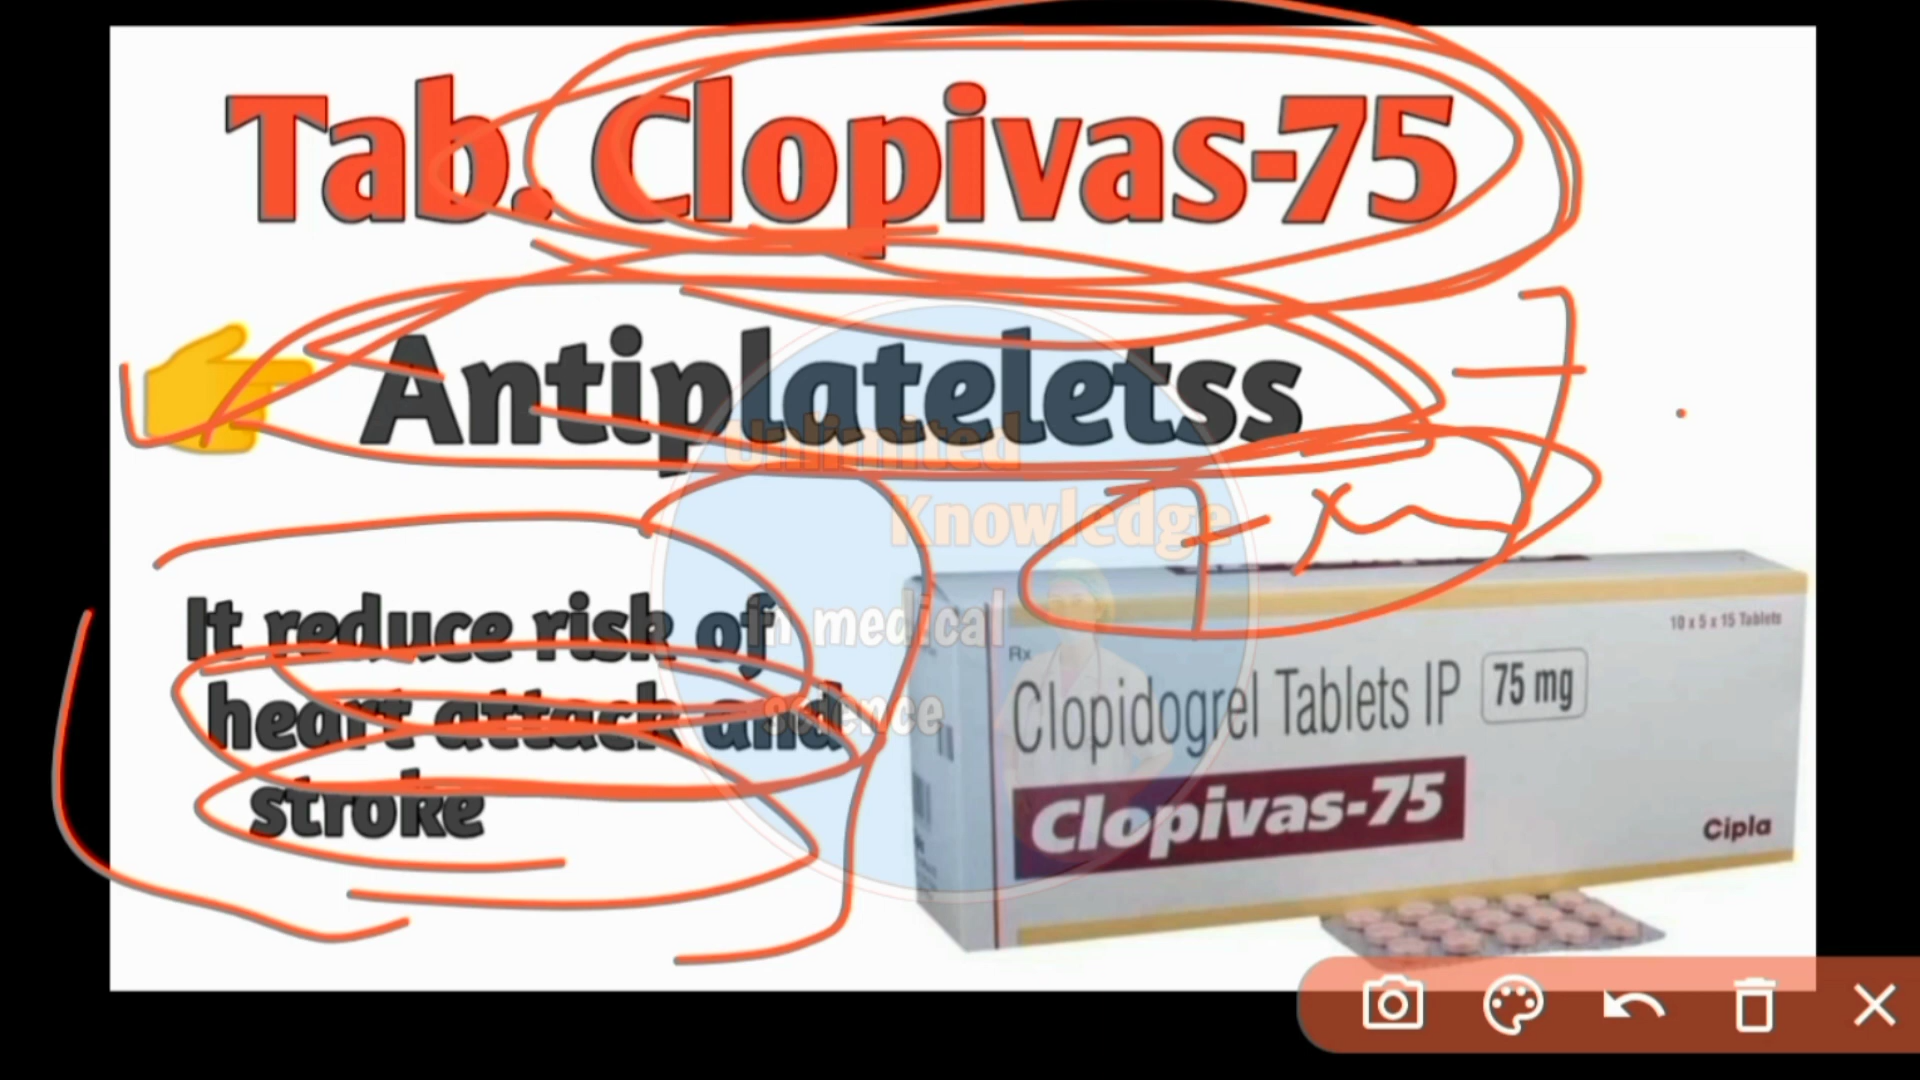 Tab. Clopivas-75
Antiplateletss
Unlimited
Knowledge
It reduce risk of
in medical
heart attack and
science
stroke
10 x 5 x 15 Tablets
Rx
Clopidogrel Tablets IP 75 mg
Clopivas-75
Cipla